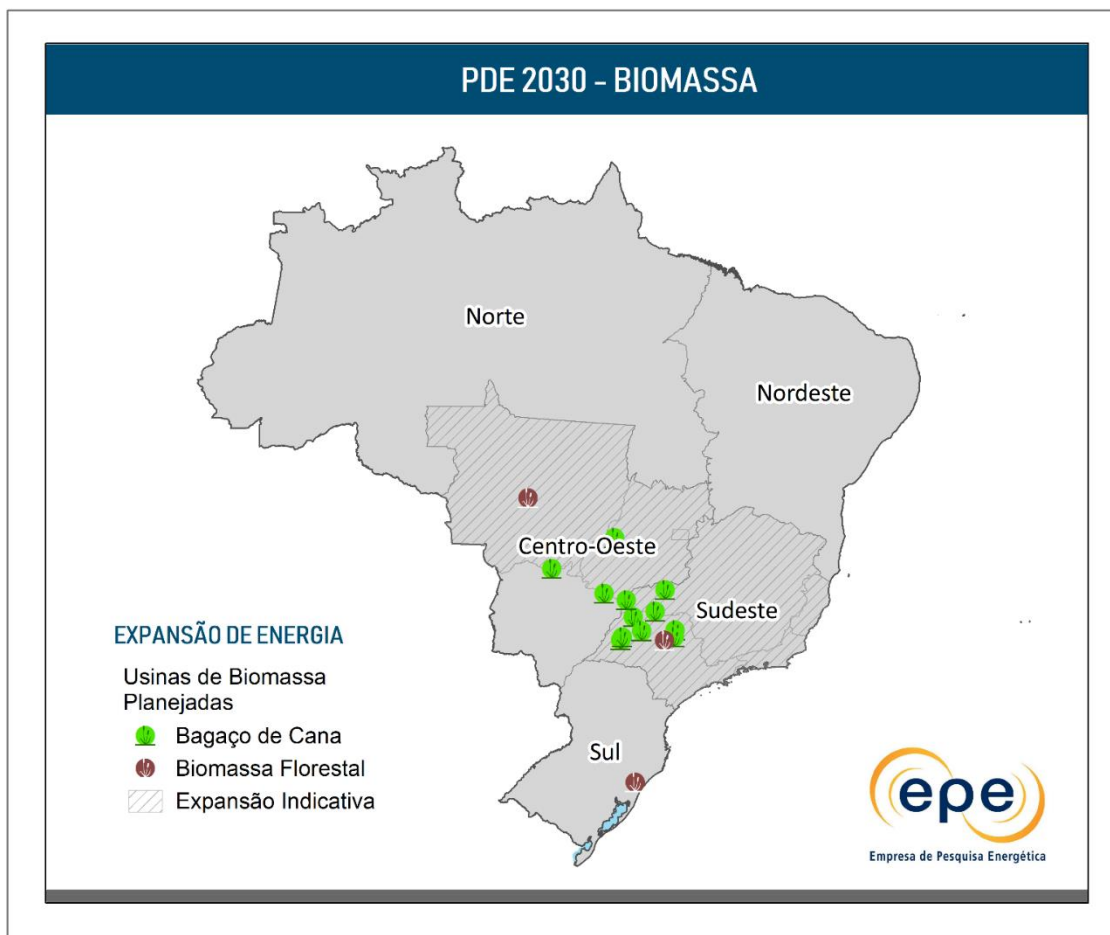 PDE 2030 - BIOMASSA
Norte
Nordeste
Centro-Oeste
Sudeste
Sul
EXPANSÃO DE ENERGIA
Usinas de Biomassa
Planejadas
Bagaço de Cana
Biomassa Florestal
Expansão Indicativa
epe
Empresa de Pesquisa Energética